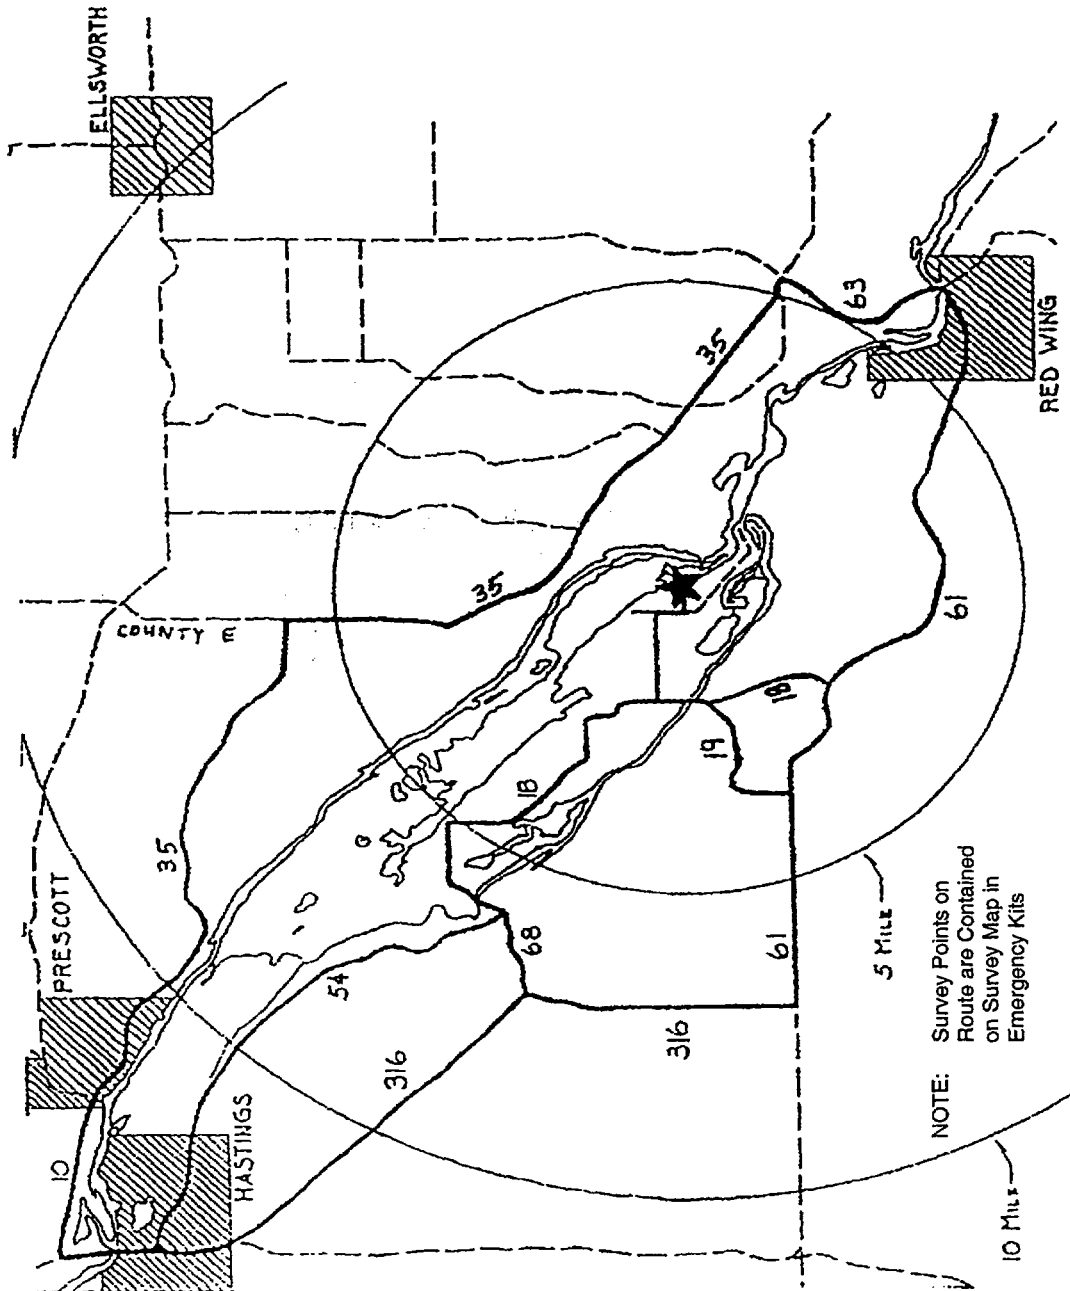 ELLSWORTH
PRESCOTT
HASTINGS
RED WING
COUNTY E
10
35
35
35
63
61
61
18
18
19
68
54
316
316
5 MILE
10 MILE
NOTE: Survey Points on
Route are Contained
on Survey Map in
Emergency Kits